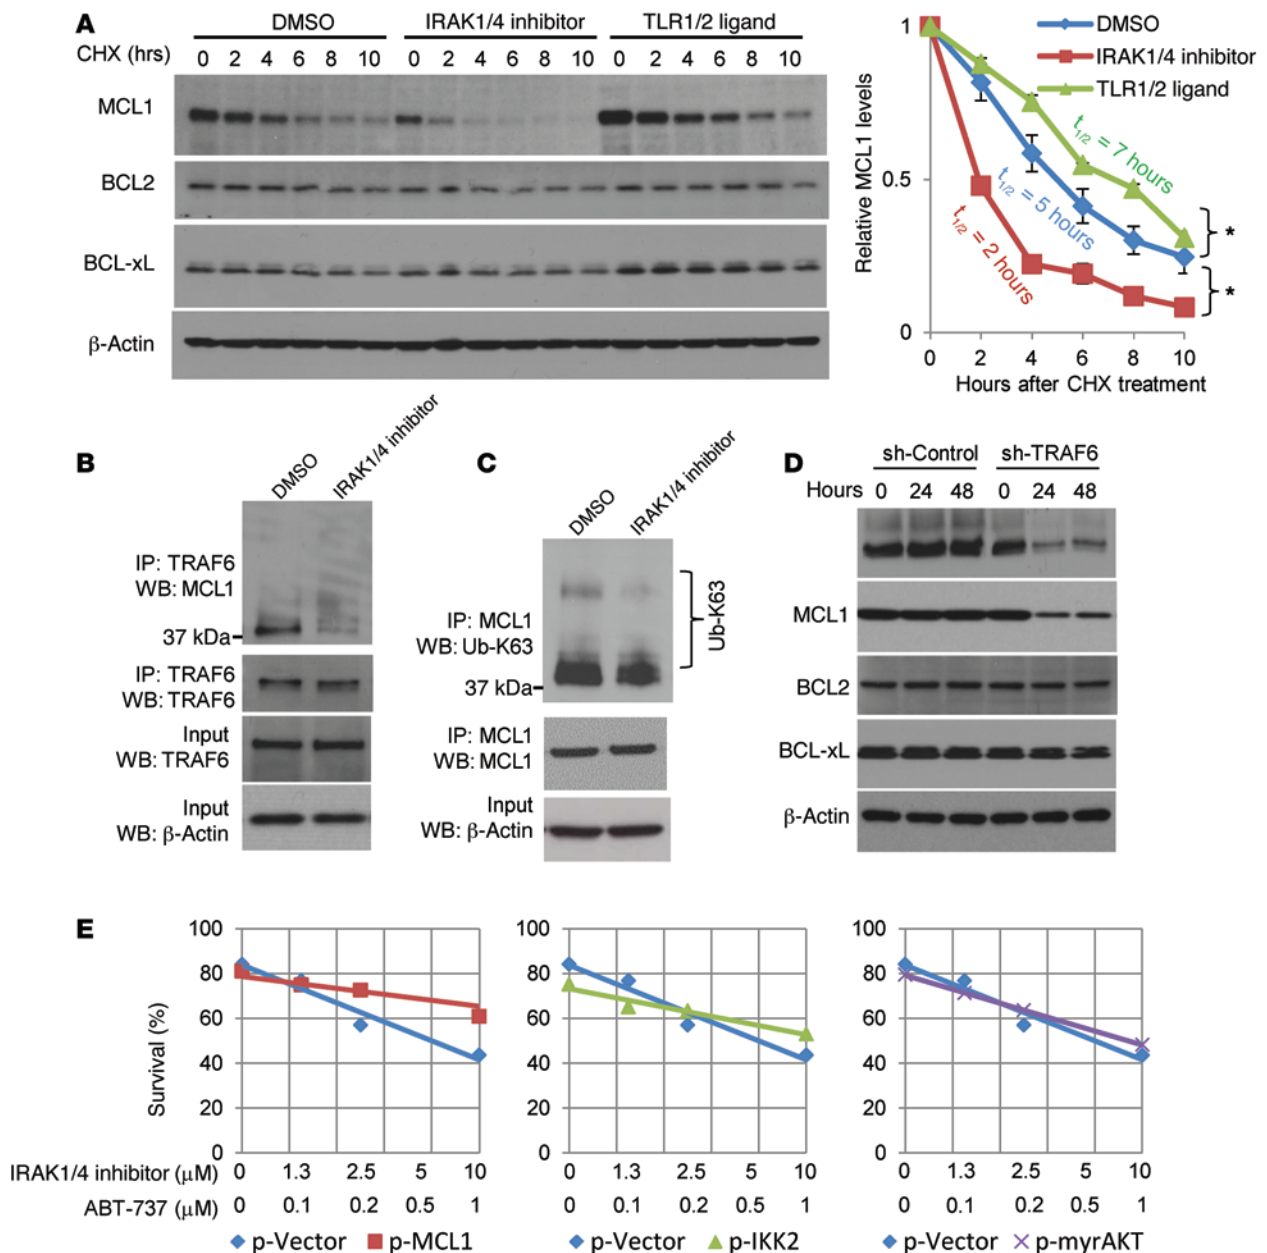 A
DMSO
IRAK1/4 inhibitor
TLR1/2 ligand
CHX (hrs)
0 2 4 6 8 10 0 2 4 6 8 10 0 2 4 6 8 10
MCL1
BCL2
BCL-xL
β-Actin
1
0.5
0
Relative MCL1 levels
DMSO
IRAK1/4 inhibitor
TLR1/2 ligand
t1/2 = 7 hours
t1/2 = 5 hours
t1/2 = 2 hours
*
*
0 2 4 6 8 10
Hours after CHX treatment
B
DMSO
IRAK1/4 inhibitor
IP: TRAF6
WB: MCL1
37 kDa
IP: TRAF6
WB: TRAF6
Input
WB: TRAF6
Input
WB: β-Actin
C
DMSO
IRAK1/4 inhibitor
IP: MCL1
WB: Ub-K63
Ub-K63
37 kDa
IP: MCL1
WB: MCL1
Input
WB: β-Actin
D
sh-Control
sh-TRAF6
Hours 0 24 48 0 24 48
MCL1
BCL2
BCL-xL
β-Actin
E
Survival (%)
100
80
60
40
20
0
100
80
60
40
20
0
100
80
60
40
20
0
IRAK1/4 inhibitor (μM) 0 1.3 2.5 5 10 0 1.3 2.5 5 10 0 1.3 2.5 5 10
ABT-737 (μM) 0 0.1 0.2 0.5 1 0 0.1 0.2 0.5 1 0 0.1 0.2 0.5 1
p-Vector p-MCL1
p-Vector p-IKK2
p-Vector p-myrAKT